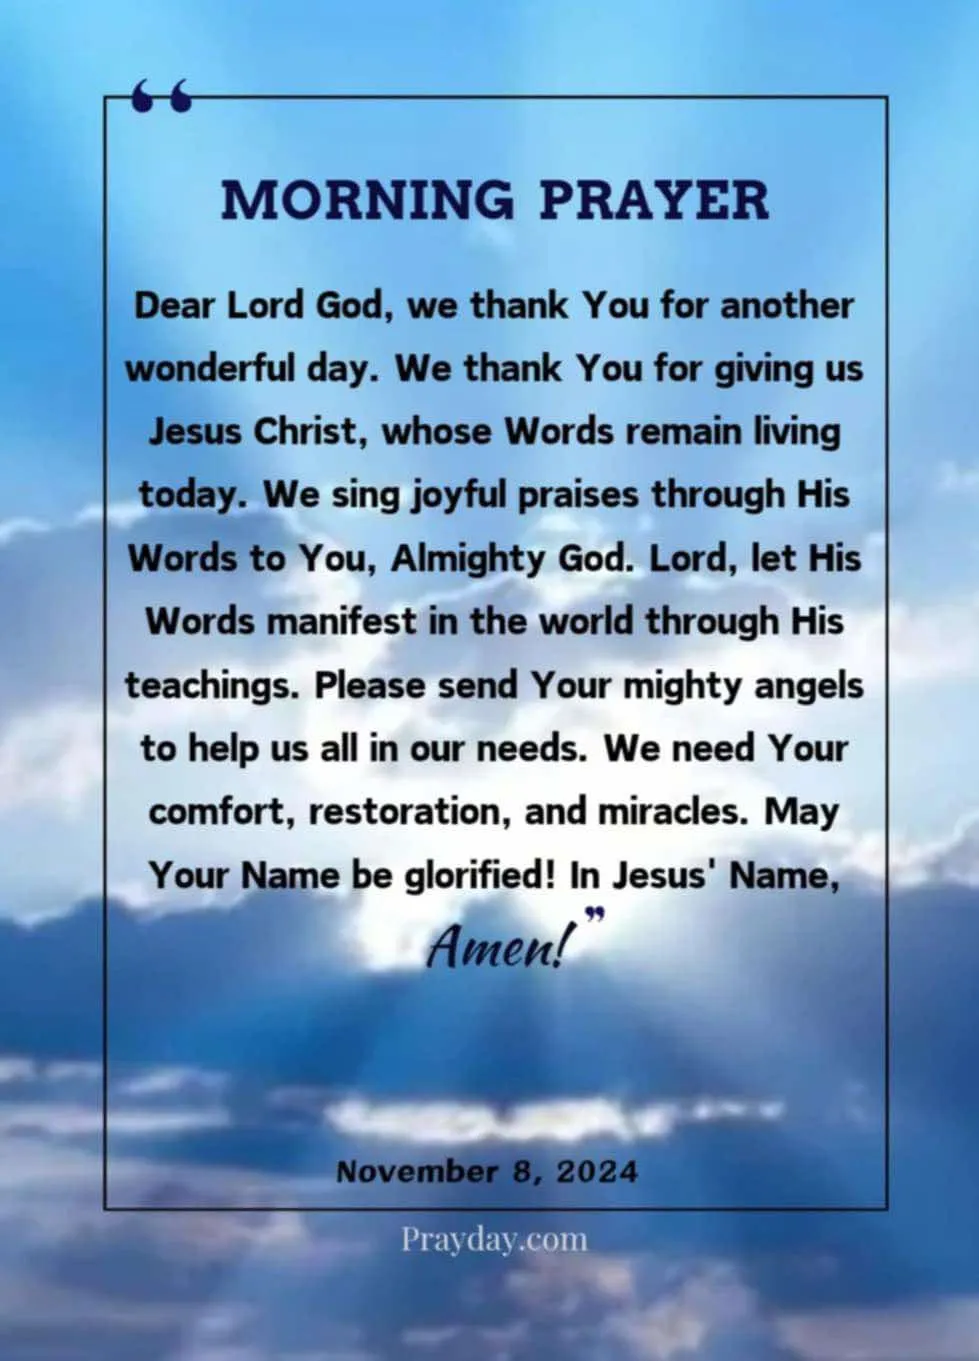 “
MORNING PRAYER
Dear Lord God, we thank You for another
wonderful day. We thank You for giving us
Jesus Christ, whose Words remain living
today. We sing joyful praises through His
Words to You, Almighty God. Lord, let His
Words manifest in the world through His
teachings. Please send Your mighty angels
to help us all in our needs. We need Your
comfort, restoration, and miracles. May
Your Name be glorified! In Jesus' Name,
Amen!”
November 8, 2024
Prayday.com